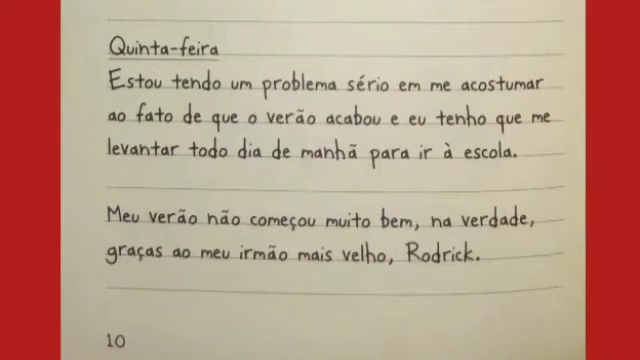 Quinta-feira
Estou tendo um problema sério em me acostumar
ao fato de que o verão acabou e eu tenho que me
levantar todo dia de manhã para ir à escola.
Meu verão não começou muito bem, na verdade,
graças ao meu irmão mais velho, Rodrick.
10